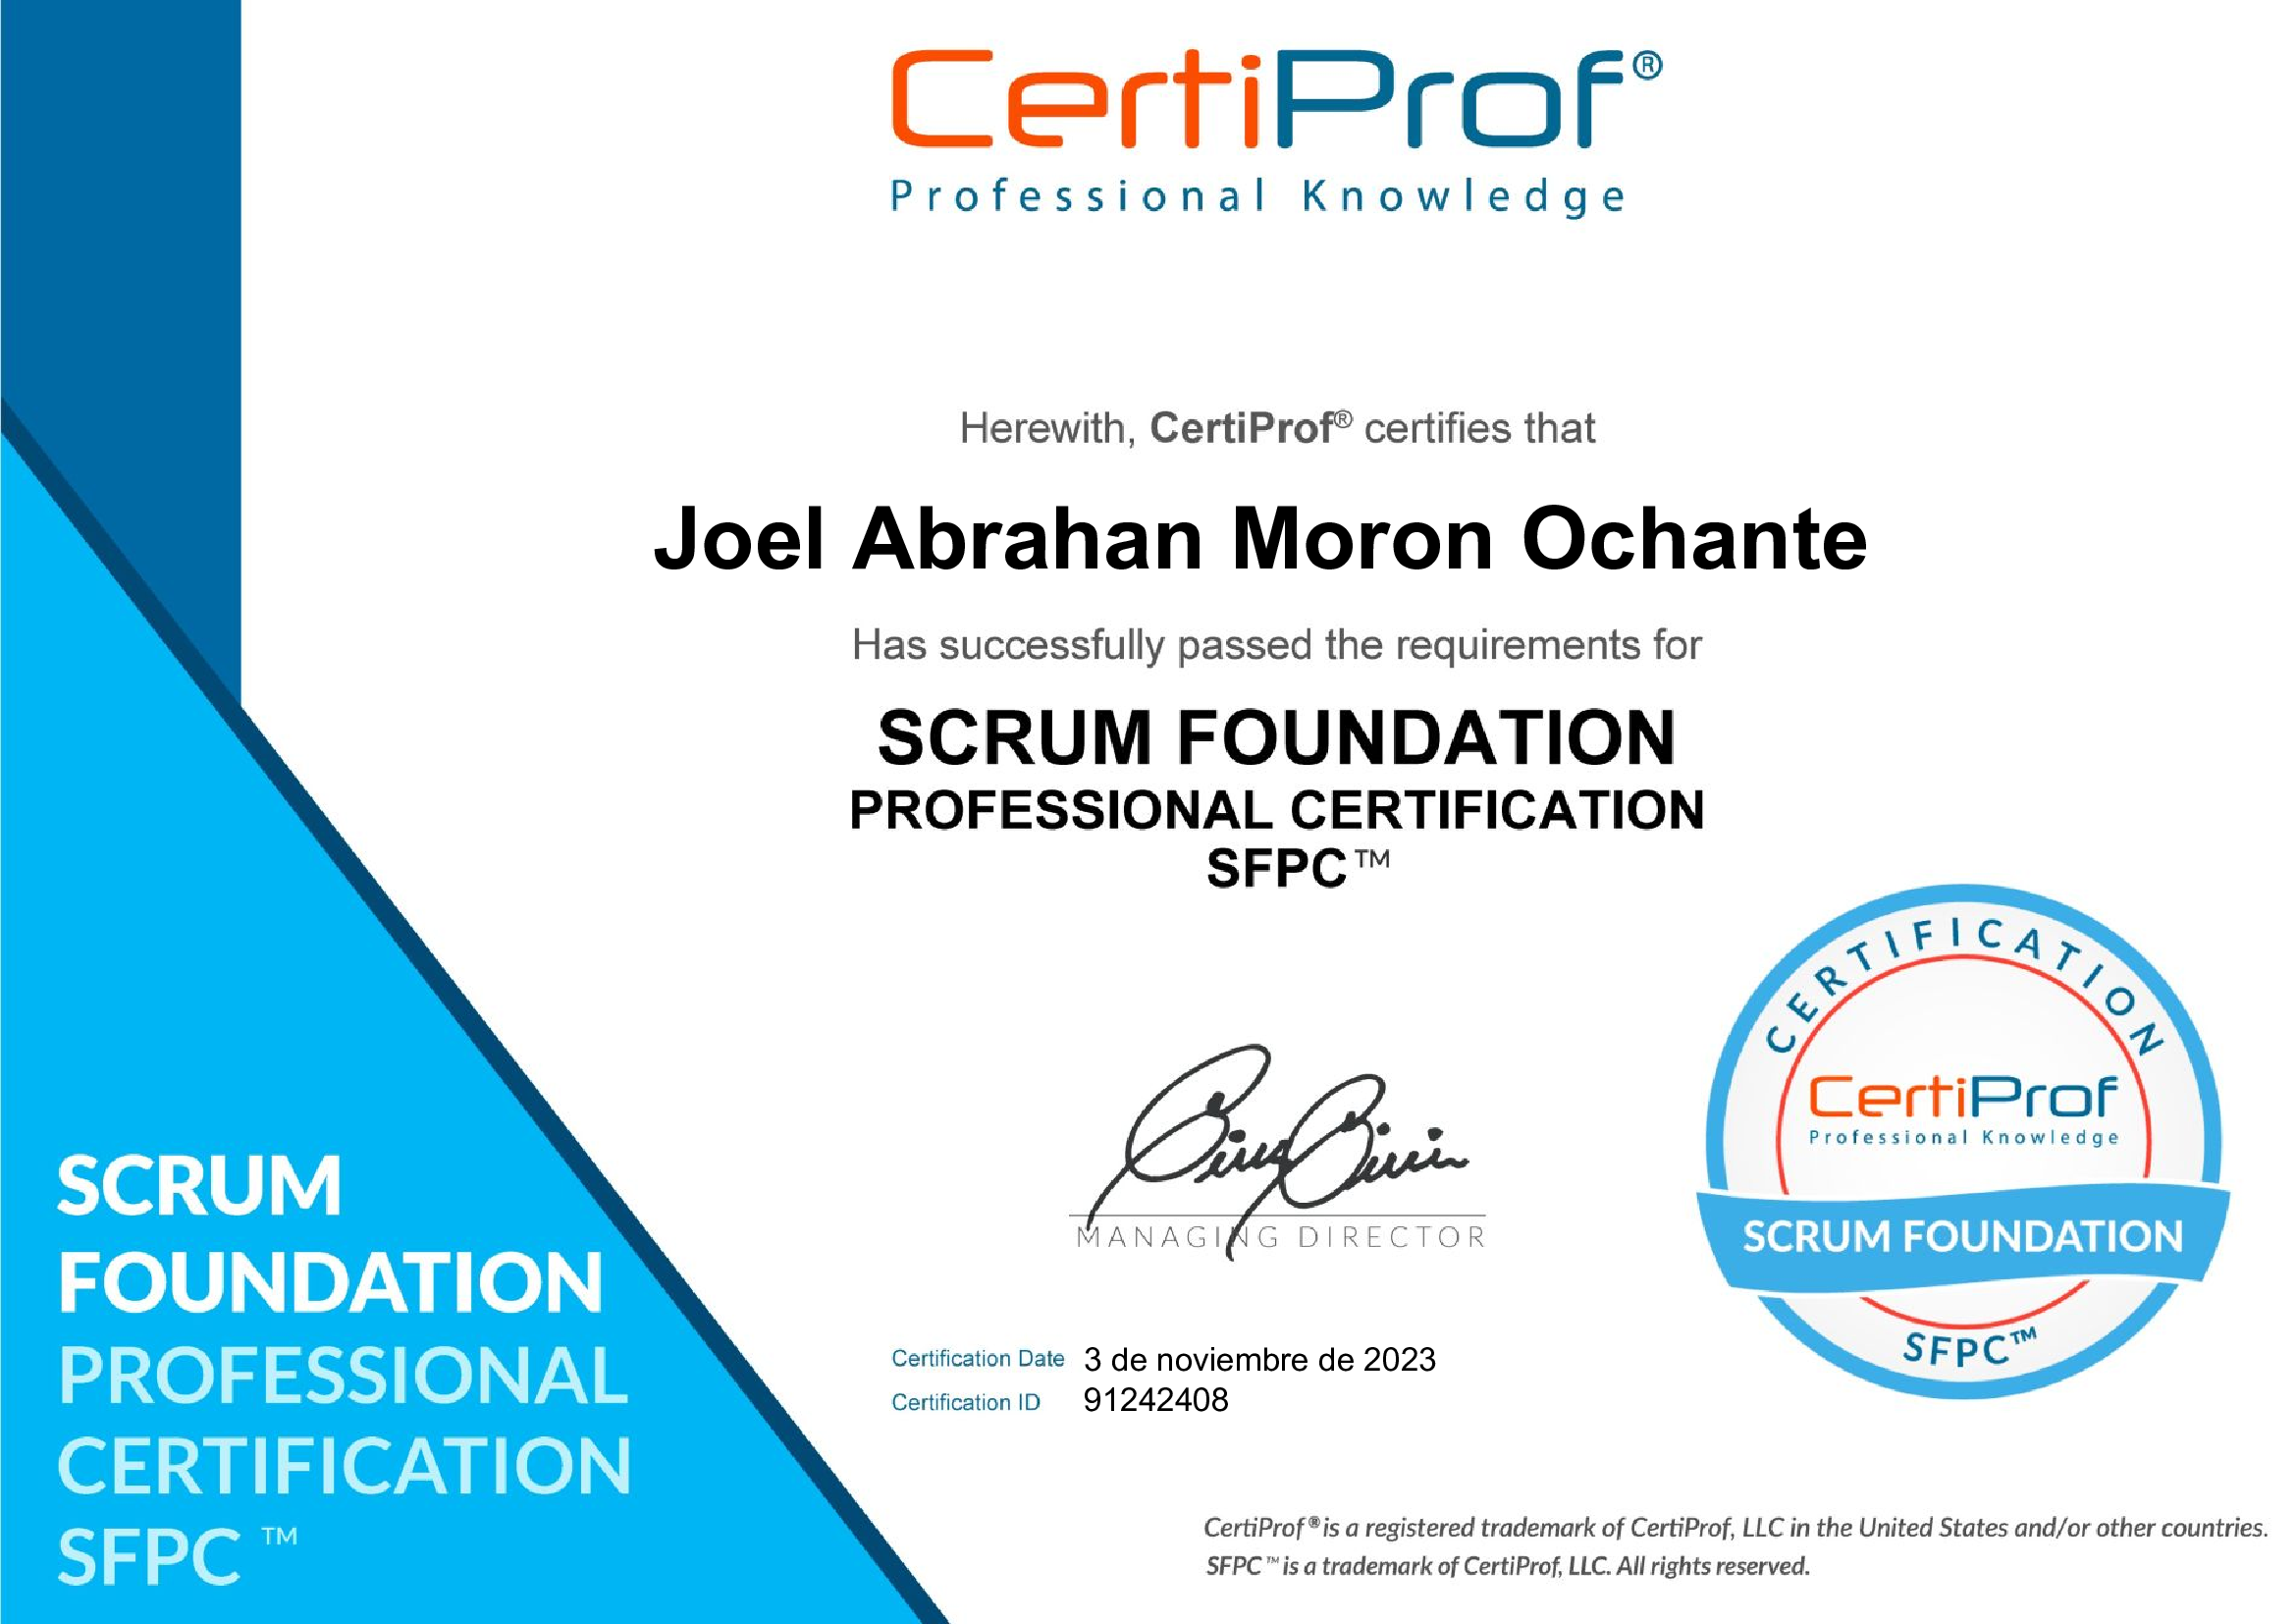 CertiProf®
Professional Knowledge
Herewith, CertiProf® certifies that
Joel Abrahan Moron Ochante
Has successfully passed the requirements for
SCRUM FOUNDATION
PROFESSIONAL CERTIFICATION
SFPC™
MANAGING DIRECTOR
Certification Date 3 de noviembre de 2023
Certification ID 91242408
CERTIFICATION
CertiProf
Professional Knowledge
SCRUM FOUNDATION
SFPC™
SCRUM
FOUNDATION
PROFESSIONAL
CERTIFICATION
SFPC ™
CertiProf® is a registered trademark of CertiProf, LLC in the United States and/or other countries.
SFPC™ is a trademark of CertiProf, LLC. All rights reserved.